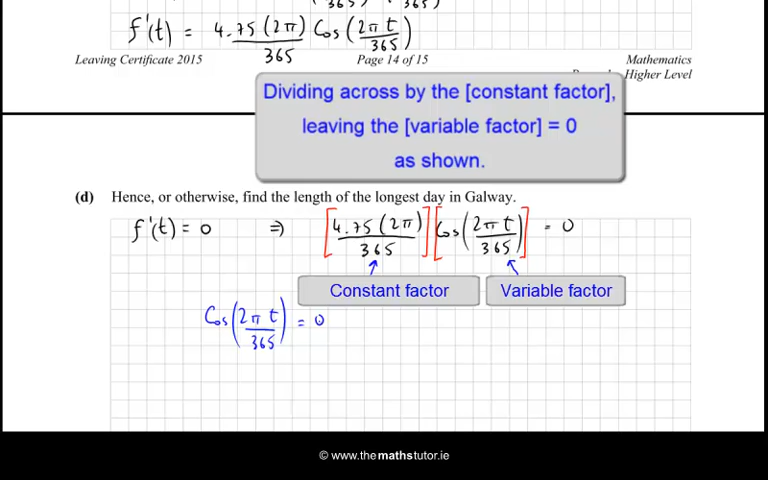 365) (365)
f'(t) = 4.75(2π)/365 Cos(2πt/365)
Leaving Certificate 2015 Page 14 of 15 Mathematics
Higher Level
Dividing across by the [constant factor],
leaving the [variable factor] = 0
as shown.
(d) Hence, or otherwise, find the length of the longest day in Galway.
f'(t) = 0 ⇒ [4.75(2π)/365][Cos(2πt/365)] = 0
Constant factor Variable factor
Cos(2πt/365) = 0
© www.themathstutor.ie